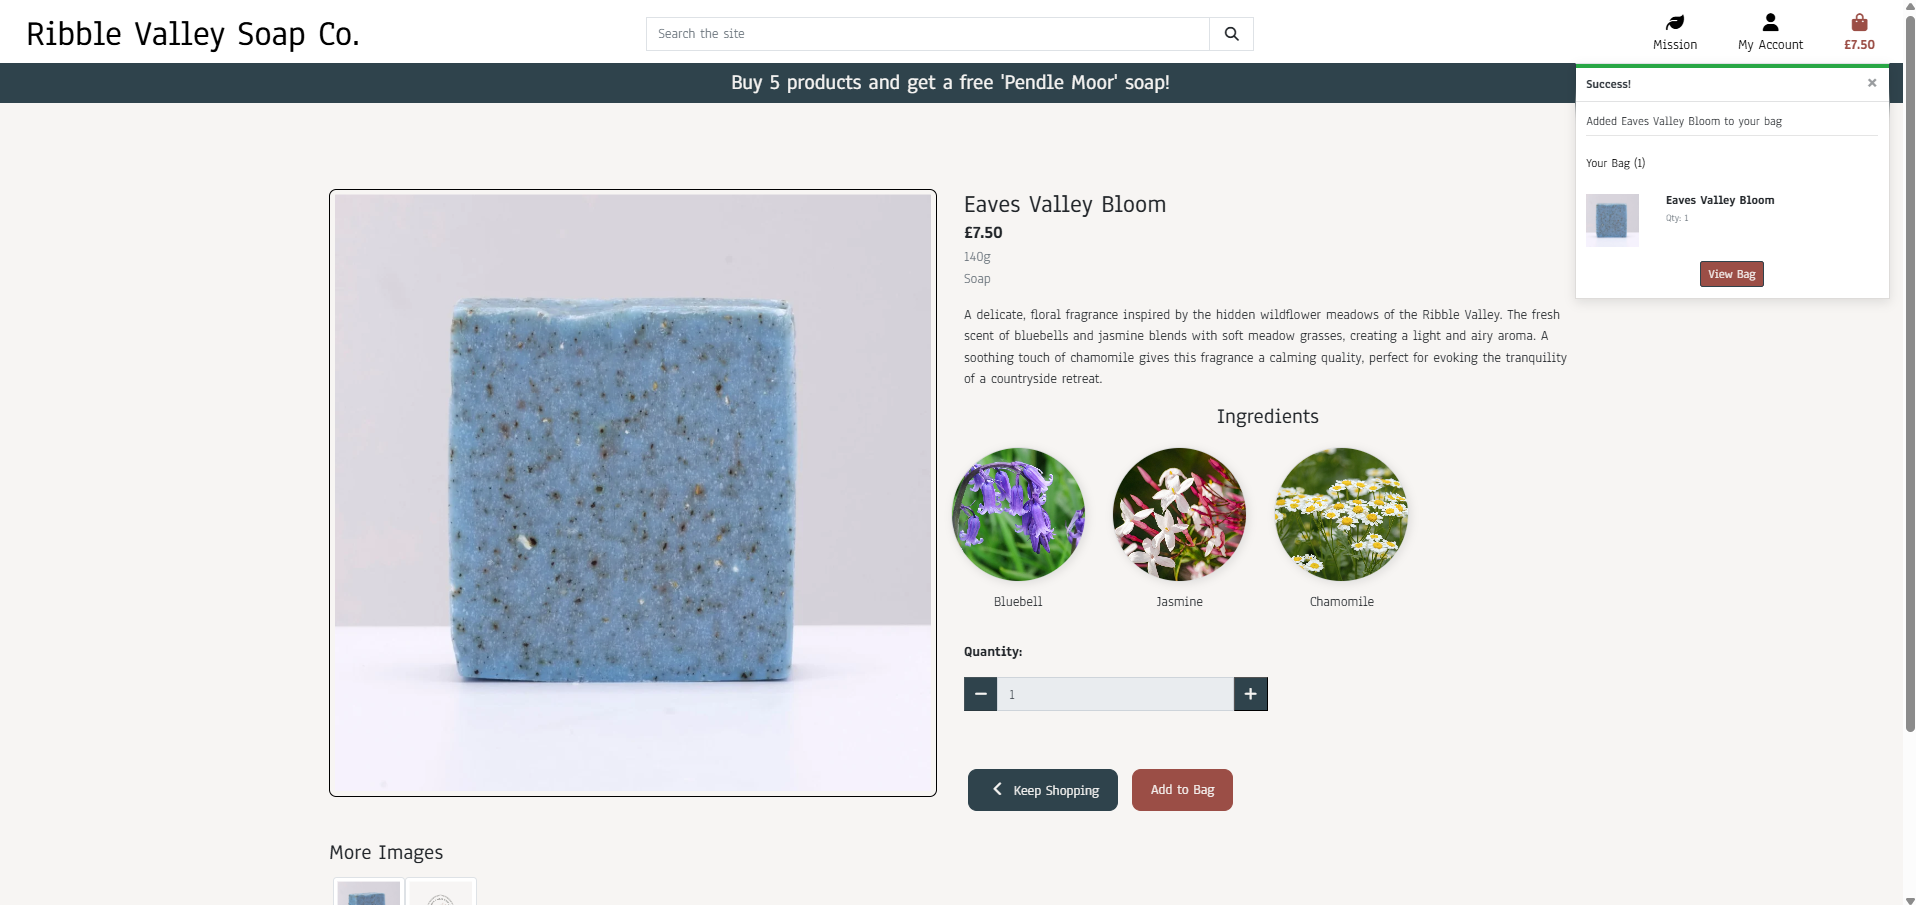 Ribble Valley Soap Co.
Search the site
Mission
My Account
£7.50
Buy 5 products and get a free 'Pendle Moor' soap!
Success!
×
Added Eaves Valley Bloom to your bag
Your Bag (1)
Eaves Valley Bloom
Qty: 1
View Bag
Eaves Valley Bloom
£7.50
140g
Soap
A delicate, floral fragrance inspired by the hidden wildflower meadows of the Ribble Valley. The fresh
scent of bluebells and jasmine blends with soft meadow grasses, creating a light and airy aroma. A
soothing touch of chamomile gives this fragrance a calming quality, perfect for evoking the tranquility
of a countryside retreat.
Ingredients
Bluebell
Jasmine
Chamomile
Quantity:
1
Keep Shopping
Add to Bag
More Images